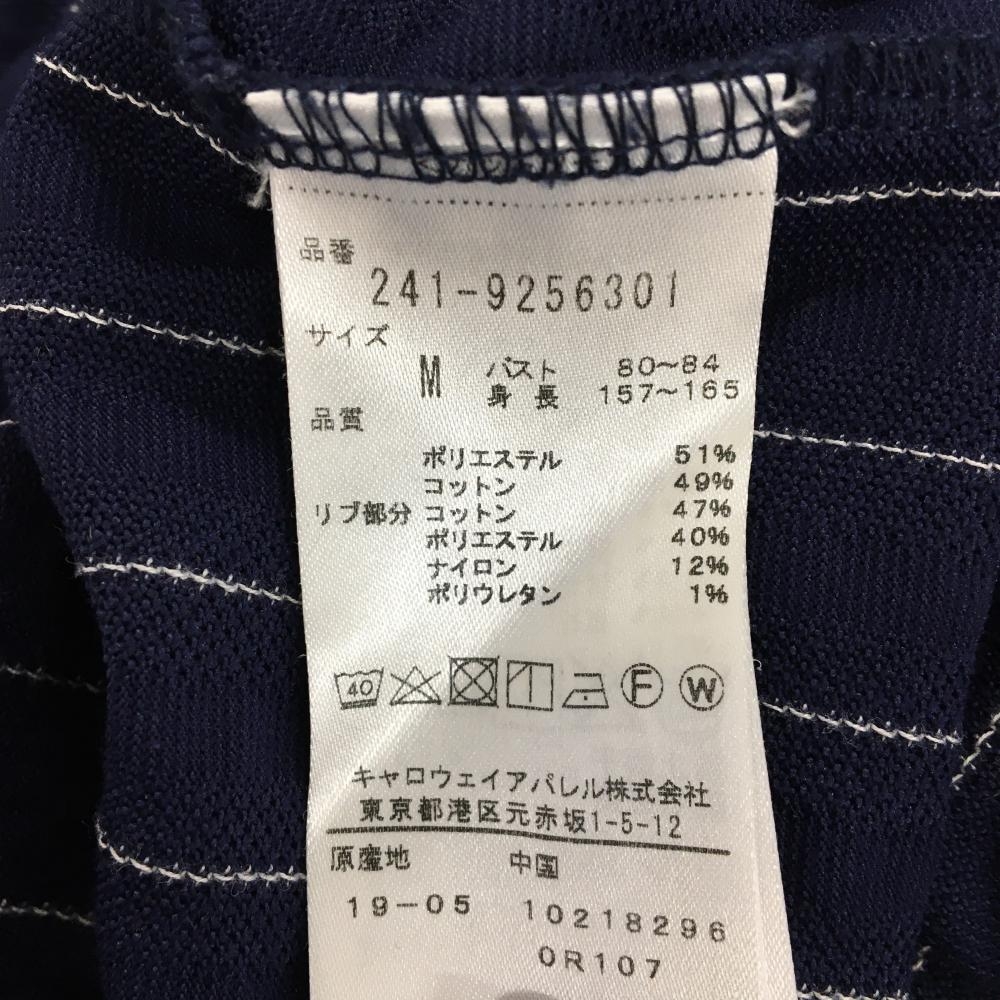 品番
241-9256301
サイズ
M バスト 80〜84
身長 157〜165
品質
ポリエステル 51%
コットン 49%
リブ部分 コットン 47%
ポリエステル 40%
ナイロン 12%
ポリウレタン 1%
40 F W
キャロウェイアパレル株式会社
東京都港区元赤坂1-5-12
原産地 中国
19-05 10218296
0R107